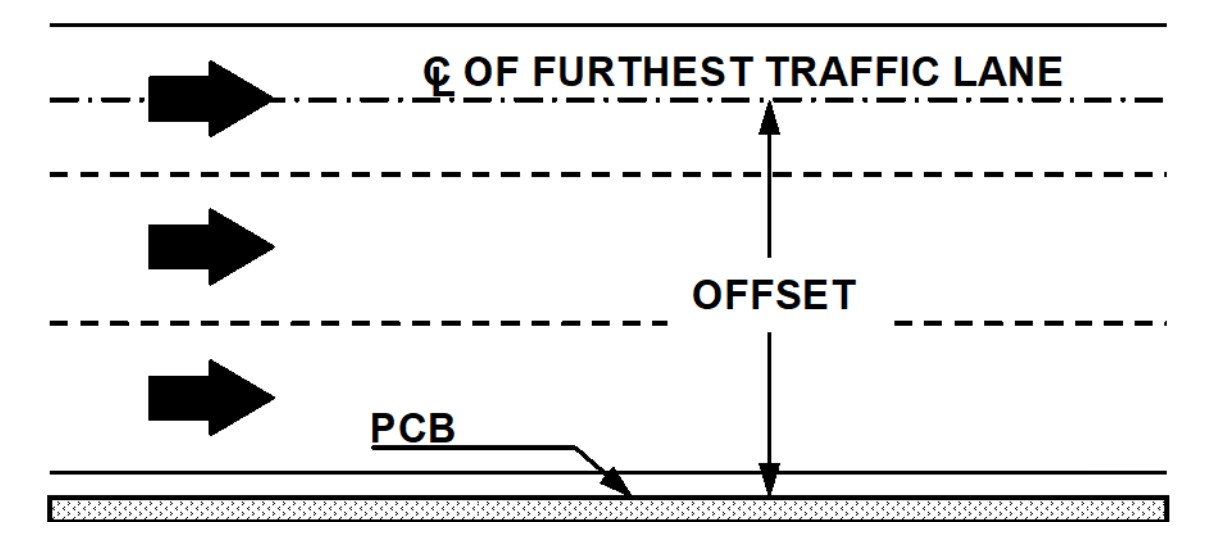 ℄ OF FURTHEST TRAFFIC LANE
OFFSET
PCB